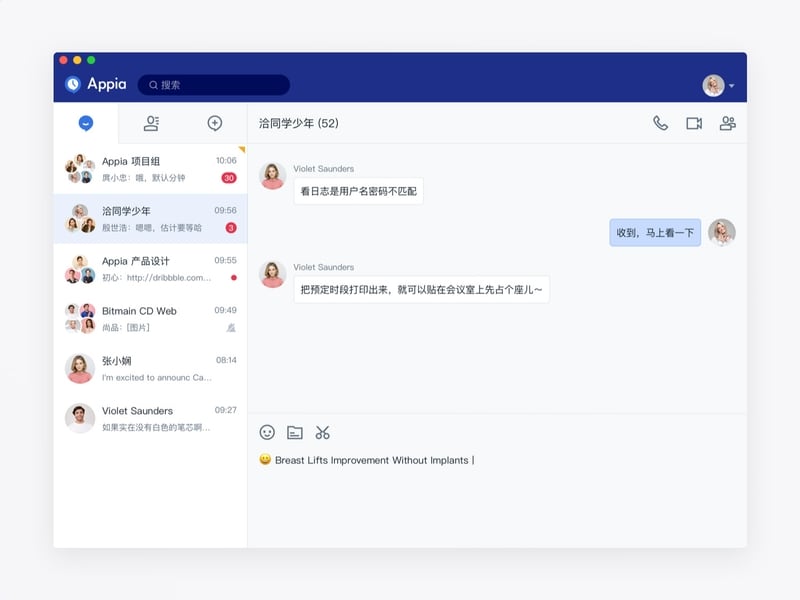 Appia
搜索
洽同学少年 (52)
Appia 项目组
10:06
庹小忠：哦，默认分钟
30
洽同学少年
09:56
殷世浩：嗯嗯，估计要等哈
3
Appia 产品设计
09:55
初心：http://dribbble.com...
Bitmain CD Web
09:49
尚品：[图片]
张小娴
08:14
I'm excited to announc Ca...
Violet Saunders
09:27
如果实在没有白色的笔芯啊...
Violet Saunders
看日志是用户名密码不匹配
收到，马上看一下
Violet Saunders
把预定时段打印出来，就可以贴在会议室上先占个座儿～
😀 Breast Lifts Improvement Without Implants |